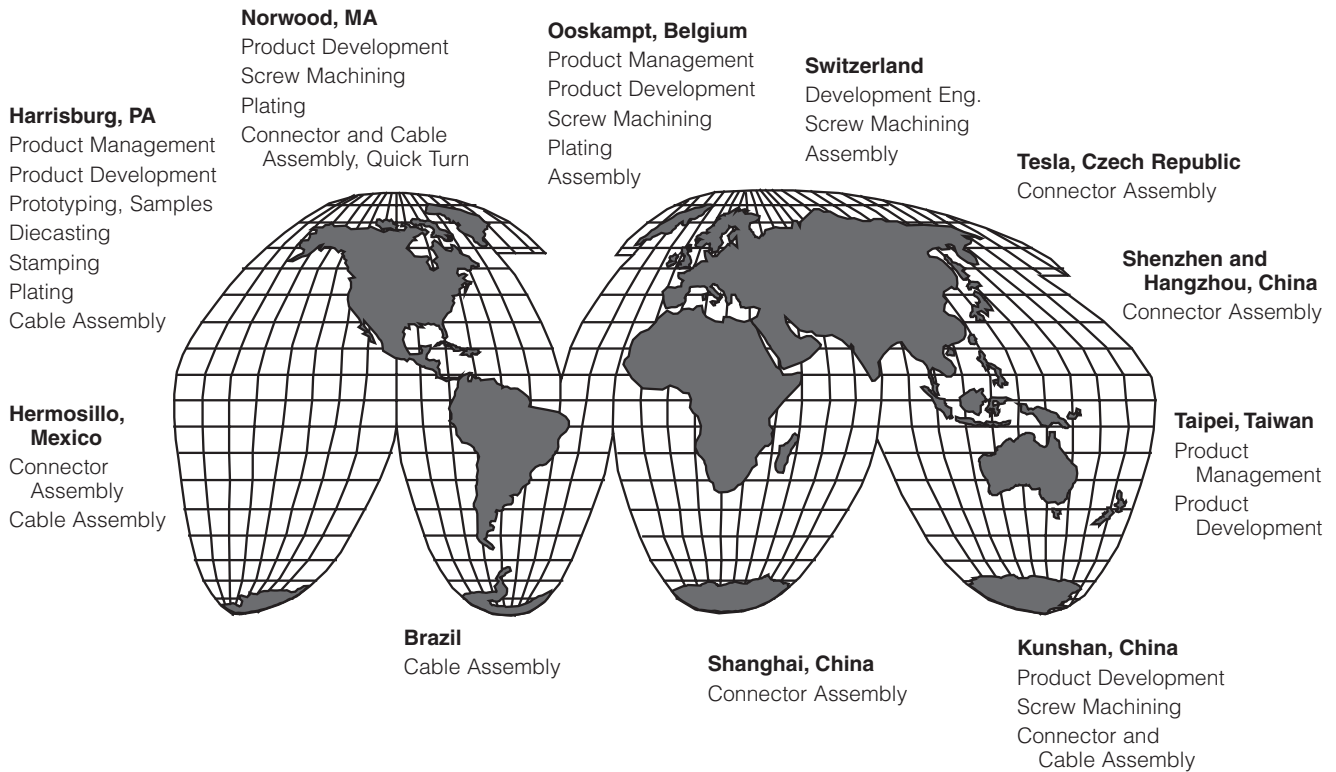 Norwood, MA
Product Development
Screw Machining
Plating
Connector and Cable
Assembly, Quick Turn
Ooskampt, Belgium
Product Management
Product Development
Screw Machining
Plating
Assembly
Switzerland
Development Eng.
Screw Machining
Assembly
Harrisburg, PA
Product Management
Product Development
Prototyping, Samples
Diecasting
Stamping
Plating
Cable Assembly
Tesla, Czech Republic
Connector Assembly
Shenzhen and
Hangzhou, China
Connector Assembly
Hermosillo,
Mexico
Connector
Assembly
Cable Assembly
Taipei, Taiwan
Product
Management
Product
Development
Brazil
Cable Assembly
Shanghai, China
Connector Assembly
Kunshan, China
Product Development
Screw Machining
Connector and
Cable Assembly